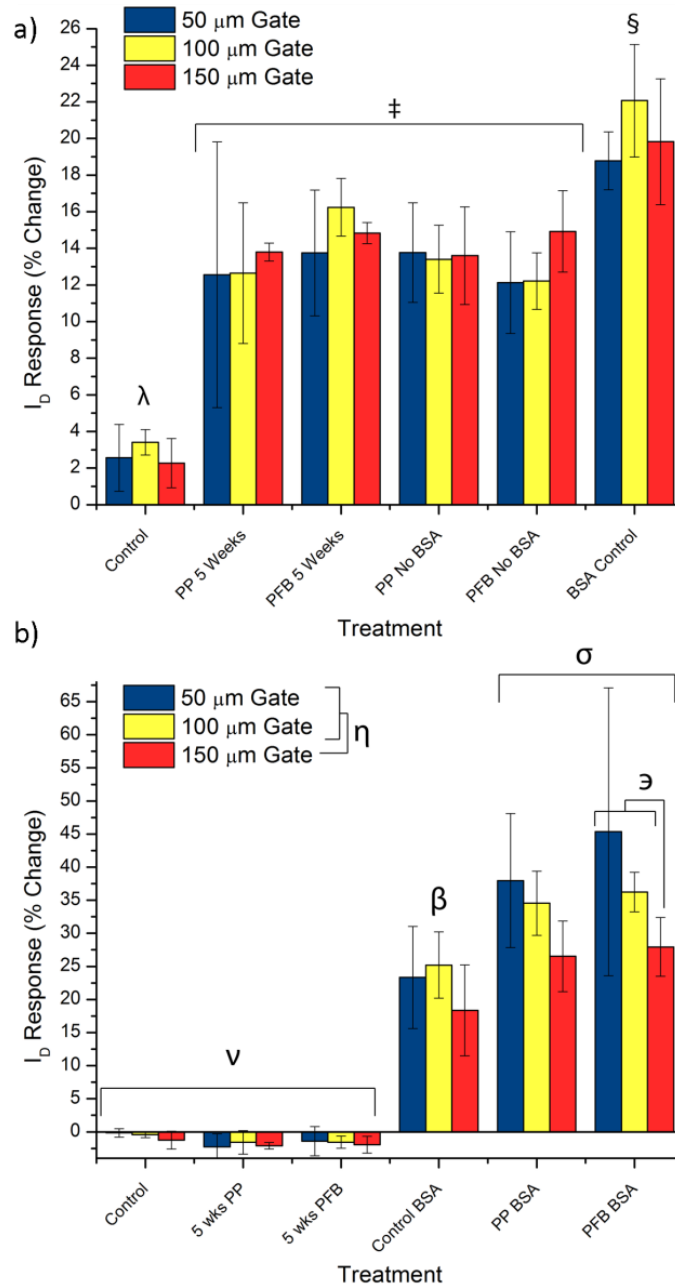 a)
50 μm Gate
100 μm Gate
150 μm Gate
I_D Response (% Change)
26
24
22
20
18
16
14
12
10
8
6
4
2
0
λ
‡
§
Control
PP 5 Weeks
PFB 5 Weeks
PP No BSA
PFB No BSA
BSA Control
Treatment
b)
50 μm Gate
100 μm Gate
150 μm Gate
η
I_D Response (% Change)
65
60
55
50
45
40
35
30
25
20
15
10
5
0
ν
β
σ
϶
Control
5 wks PP
5 wks PFB
Control BSA
PP BSA
PFB BSA
Treatment